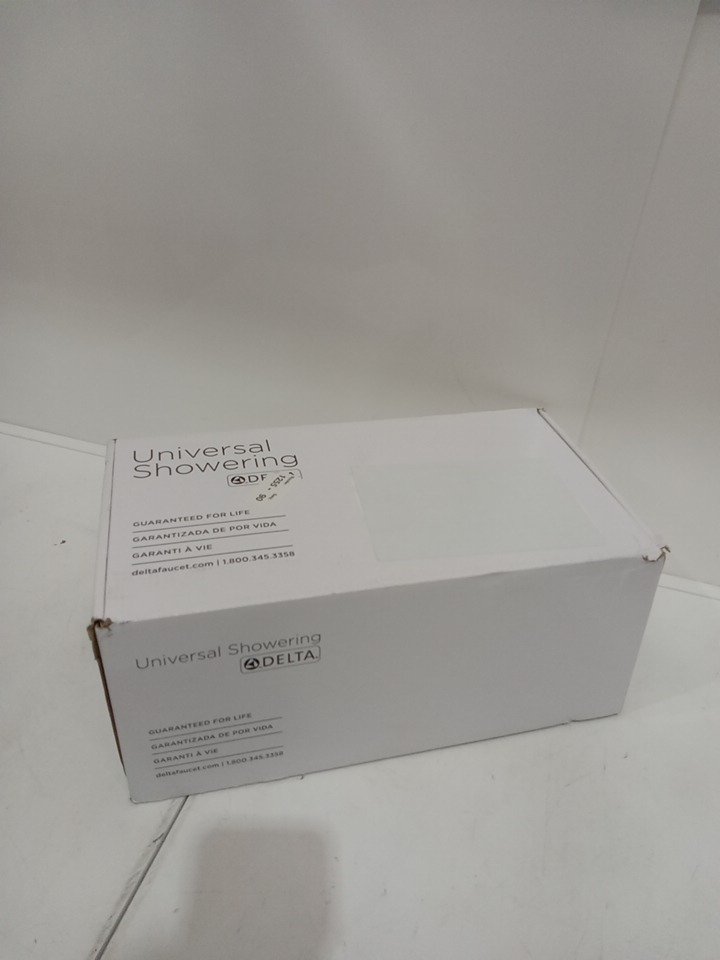 Universal
Showering
DE
GUARANTEED FOR LIFE
GARANTIZADA DE POR VIDA
GARANTI À VIE
deltafaucet.com | 1.800.345.3358
Universal Showering
DELTA
GUARANTEED FOR LIFE
GARANTIZADA DE POR VIDA
GARANTI À VIE
deltafaucet.com | 1.800.345.3358